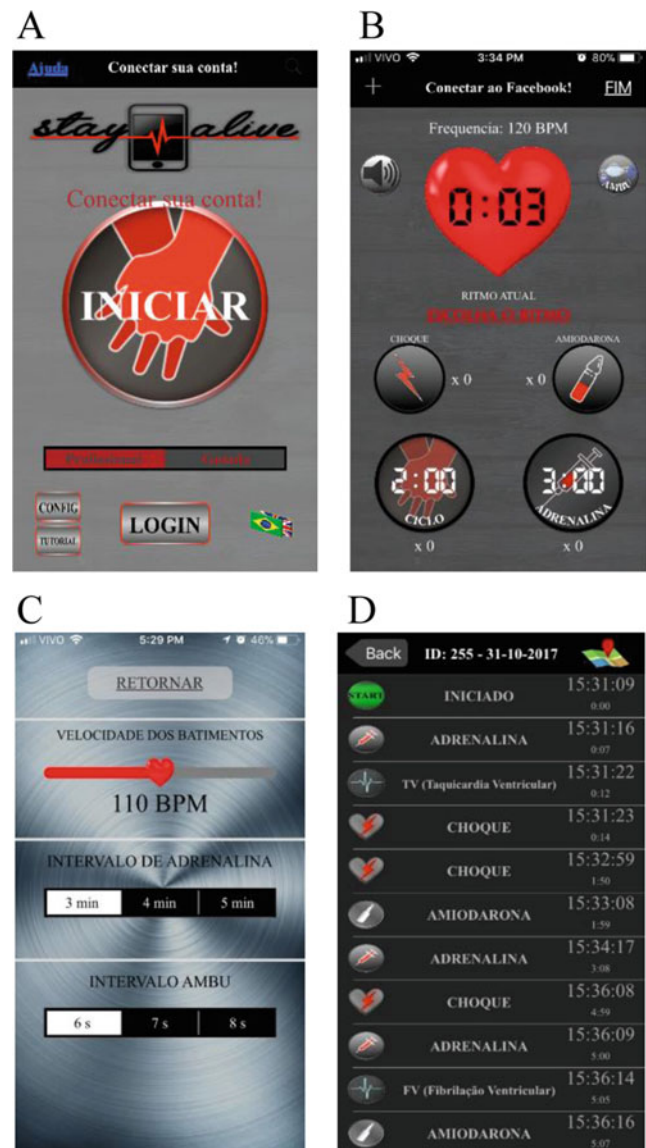 A
Ajuda Conectar sua conta!
stay alive
Conectar sua conta!
INICIAR
Profissional Garota
CONFIG
TUTORIAL
LOGIN
B
VIVO 3:34 PM 80%
+ Conectar ao Facebook! FIM
Frequencia: 120 BPM
AMBU
0:03
RITMO ATUAL
ESCOLHA O RITMO
CHOQUE AMIODARONA
x 0 x 0
2:00 3:00
CICLO ADRENALINA
x 0 x 0
C
VIVO 5:29 PM 46%
RETORNAR
VELOCIDADE DOS BATIMENTOS
110 BPM
INTERVALO DE ADRENALINA
3 min 4 min 5 min
INTERVALO AMBU
6 s 7 s 8 s
D
Back ID: 255 - 31-10-2017
START INICIADO 15:31:09
0:00
ADRENALINA 15:31:16
0:07
TV (Taquicardia Ventricular) 15:31:22
0:12
CHOQUE 15:31:23
0:14
CHOQUE 15:32:59
1:50
AMIODARONA 15:33:08
1:59
ADRENALINA 15:34:17
3:08
CHOQUE 15:36:08
4:59
ADRENALINA 15:36:09
5:00
FV (Fibrilação Ventricular) 15:36:14
5:05
AMIODARONA 15:36:16
5:07